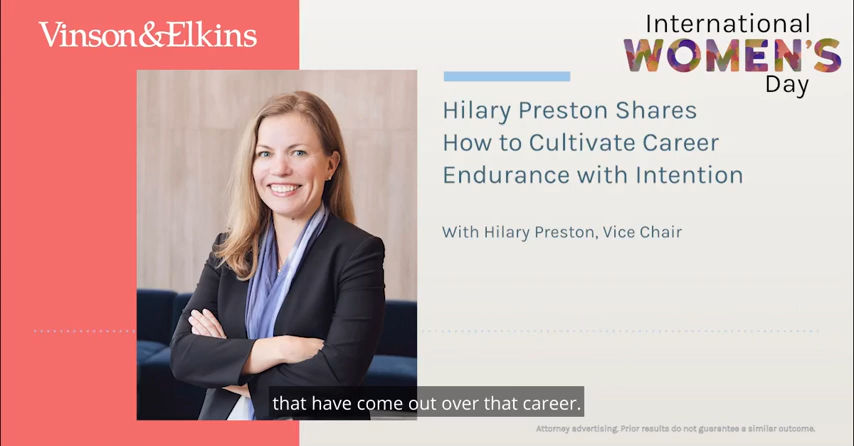 Vinson&Elkins
International
WOMEN'S
Day
Hilary Preston Shares
How to Cultivate Career
Endurance with Intention
With Hilary Preston, Vice Chair
that have come out over that career.
Attorney advertising. Prior results do not guarantee a similar outcome.